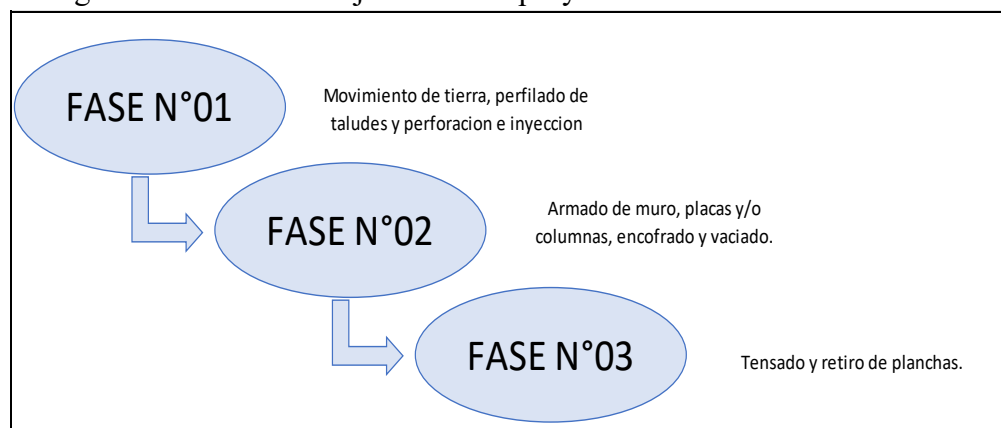 FASE N°01
Movimiento de tierra, perfilado de
taludes y perforacion e inyeccion
FASE N°02
Armado de muro, placas y/o
columnas, encofrado y vaciado.
FASE N°03
Tensado y retiro de planchas.